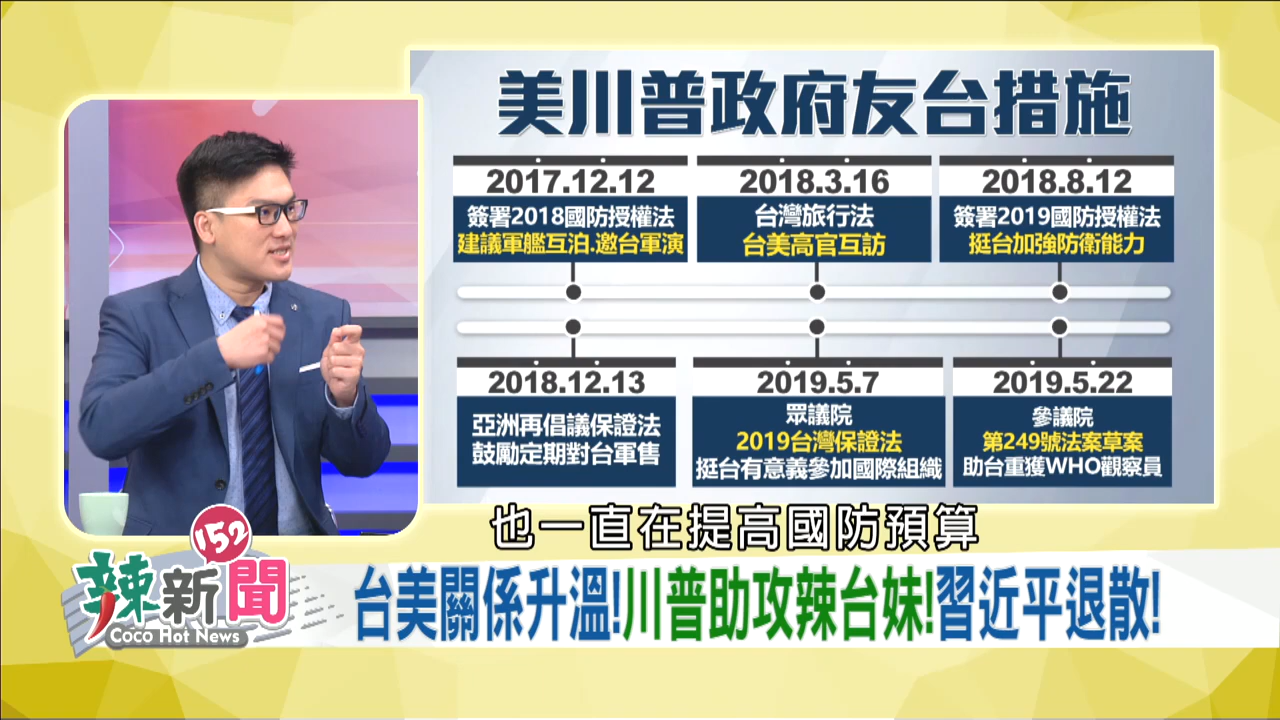 美川普政府友台措施
2017.12.12
簽署2018國防授權法
建議軍艦互泊.邀台軍演
2018.3.16
台灣旅行法
台美高官互訪
2018.8.12
簽署2019國防授權法
挺台加強防衛能力
2018.12.13
亞洲再倡議保證法
鼓勵定期對台軍售
2019.5.7
眾議院
2019台灣保證法
挺台有意義參加國際組織
2019.5.22
參議院
第249號法案草案
助台重獲WHO觀察員
也一直在提高國防預算
152
辣新聞
Coco Hot News
台美關係升溫!川普助攻辣台妹!習近平退散!